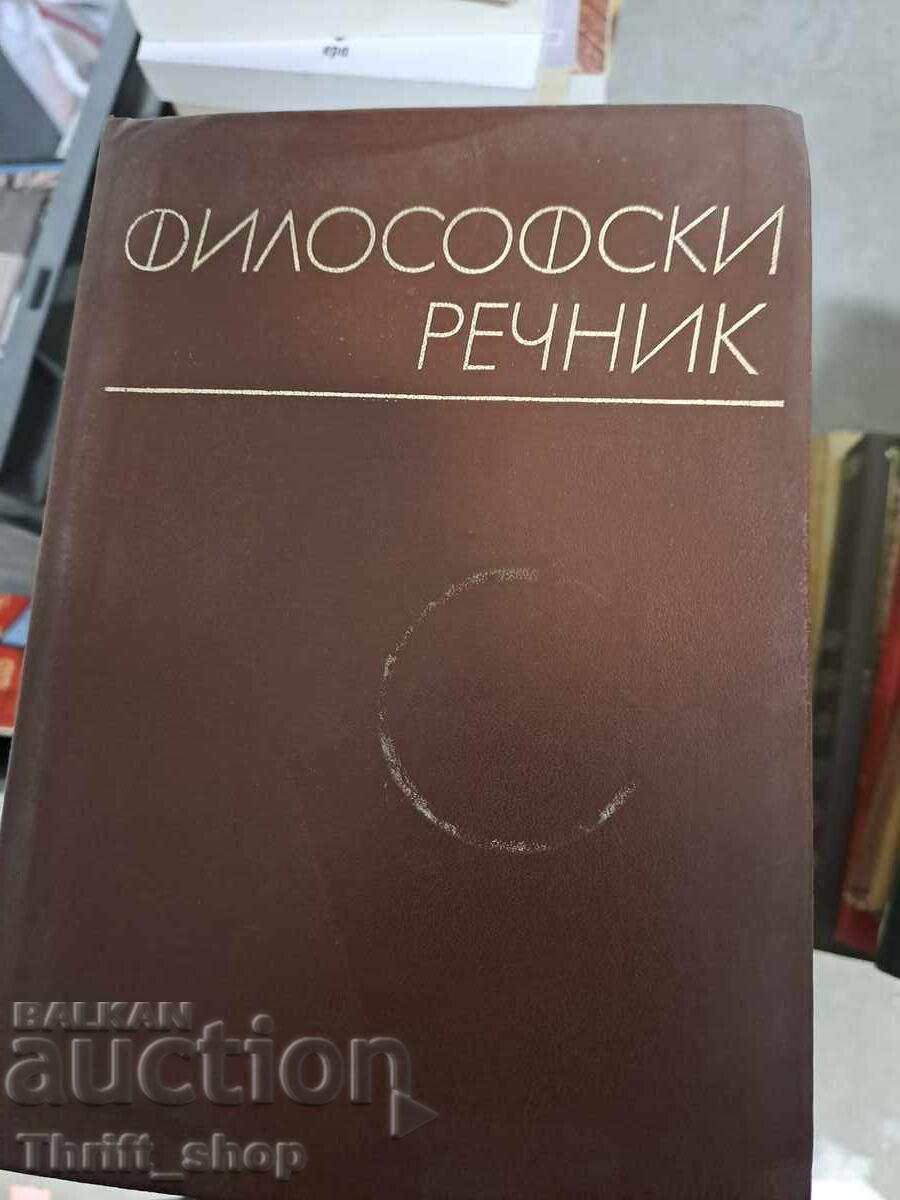 ФИЛОСОФСКИ
РЕЧНИК
BALKAN
auction
Thrift_shop